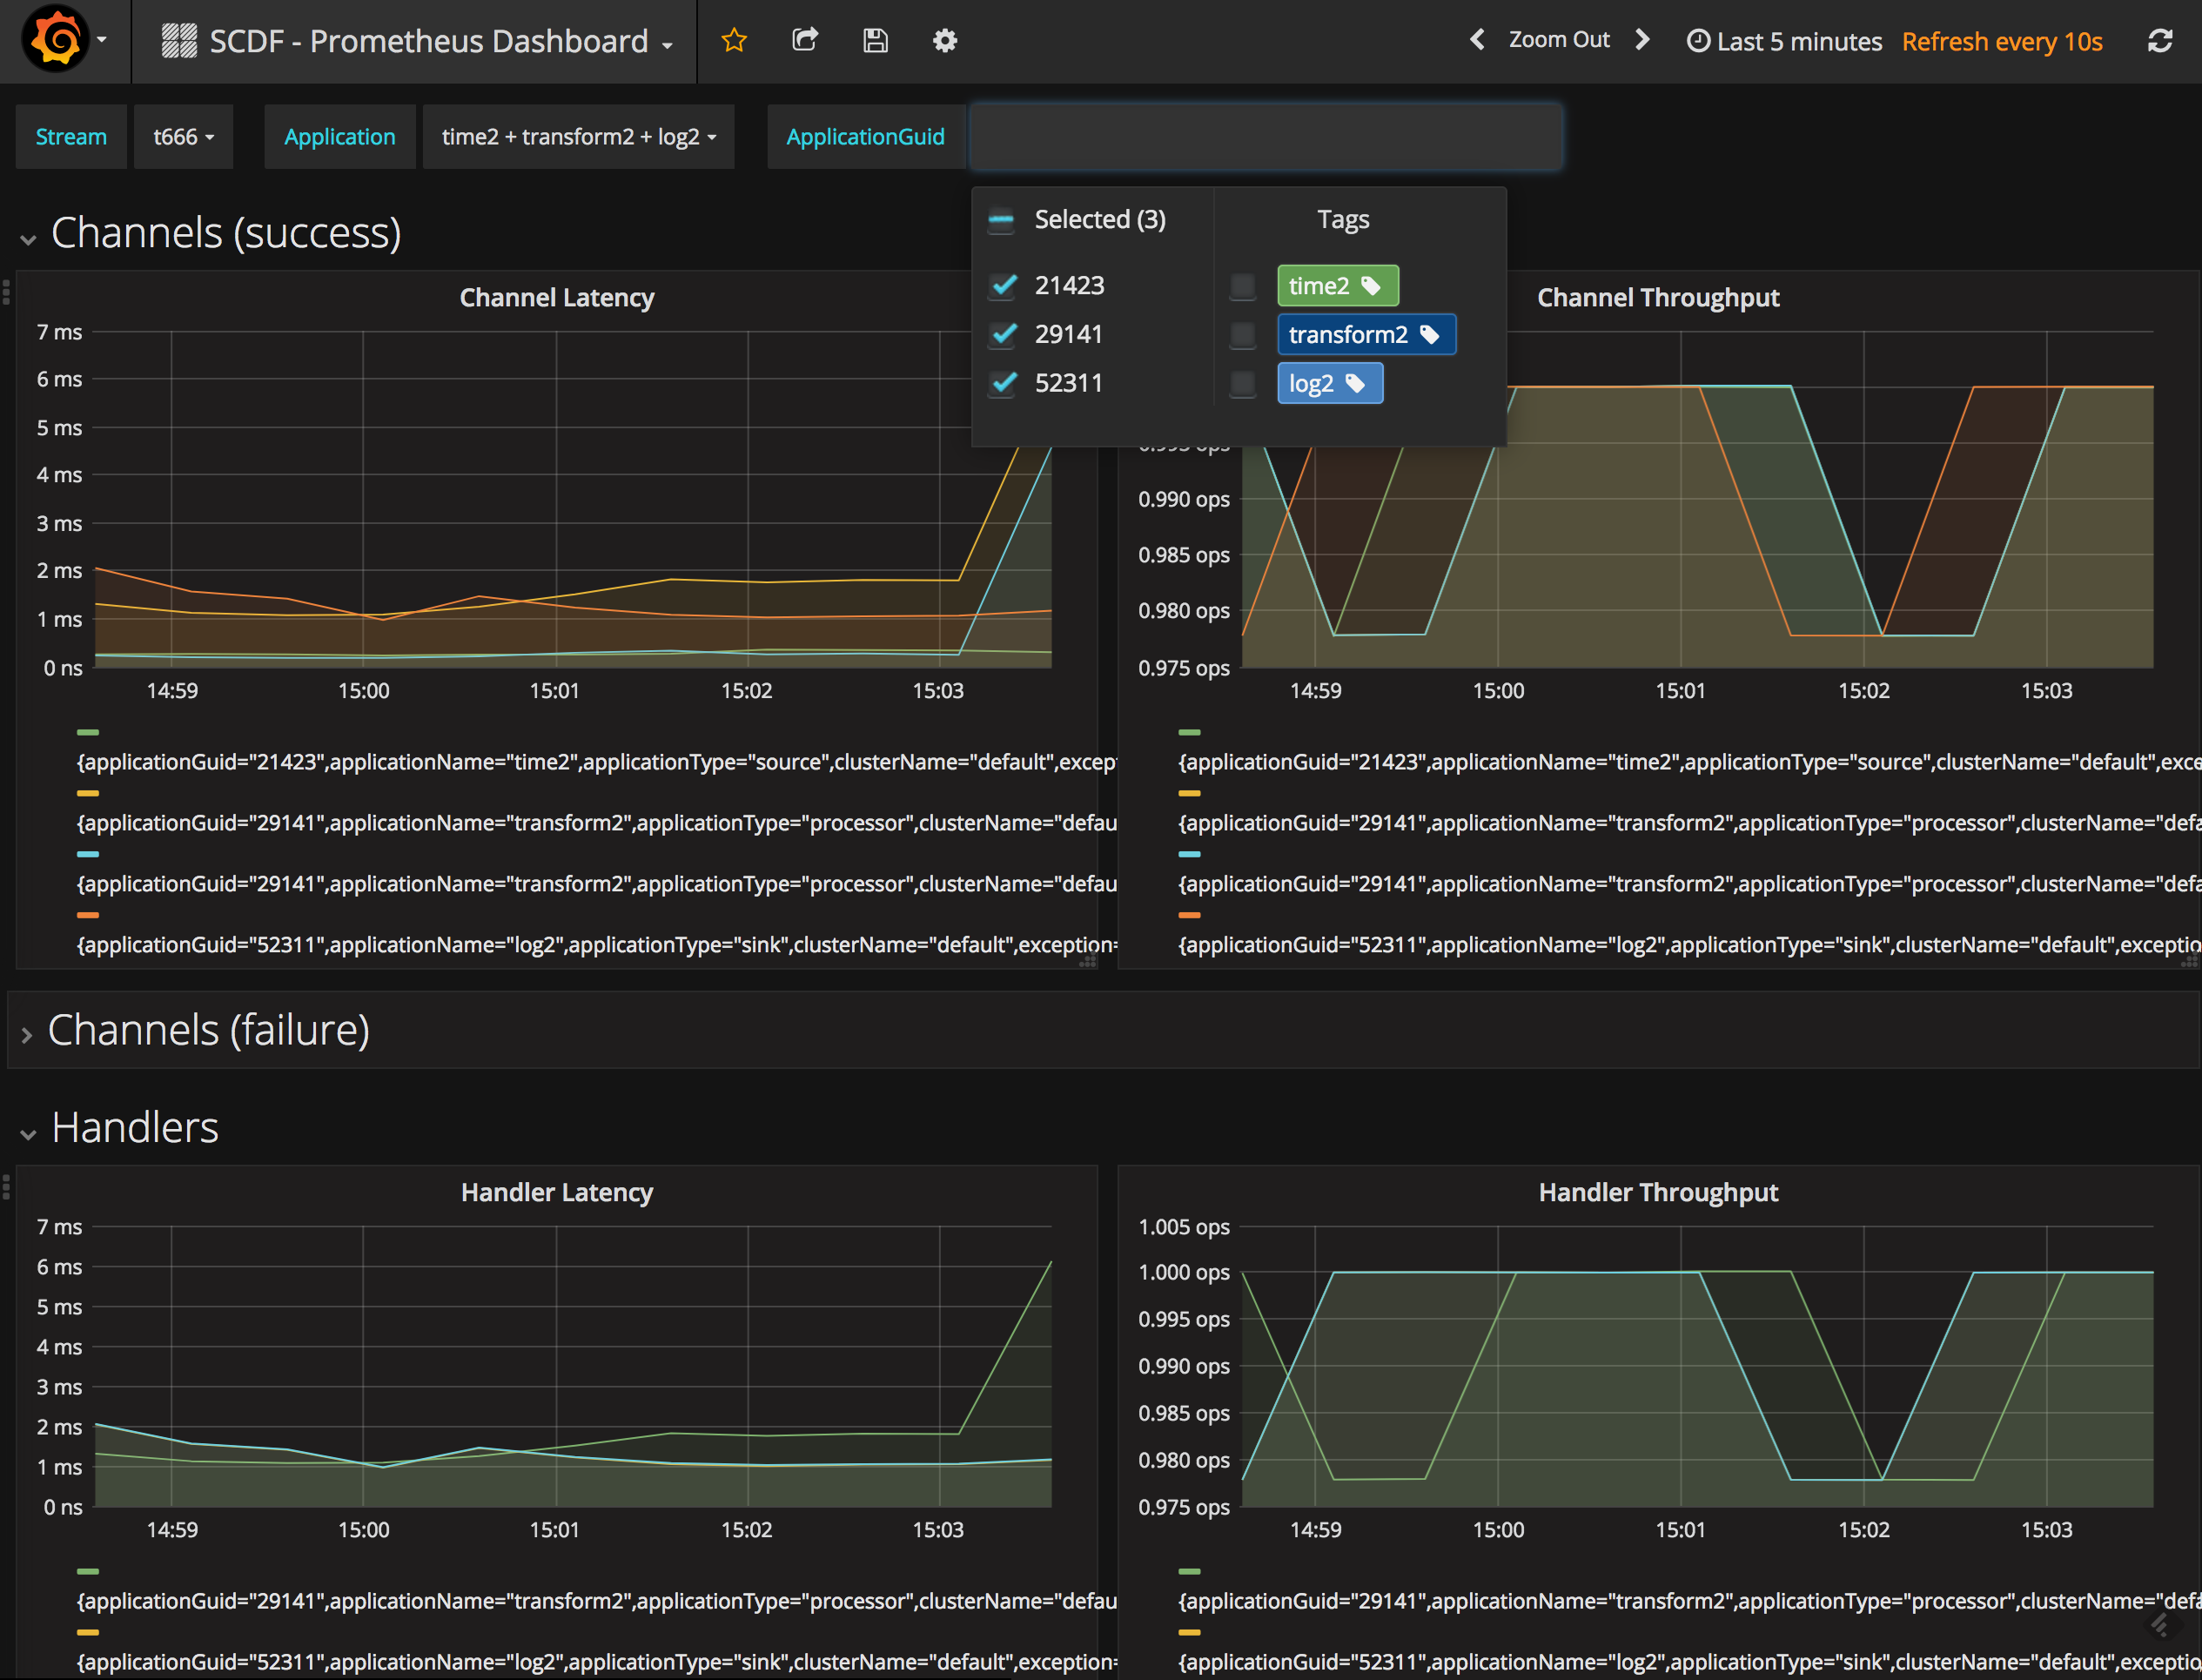 SCDF - Prometheus Dashboard
Zoom Out
Last 5 minutes Refresh every 10s
Stream t666 Application time2 + transform2 + log2 ApplicationGuid
Selected (3) Tags
21423 time2
29141 transform2
52311 log2
Channels (success)
Channel Latency
7 ms
6 ms
5 ms
4 ms
3 ms
2 ms
1 ms
0 ns
14:59 15:00 15:01 15:02 15:03
{applicationGuid="21423",applicationName="time2",applicationType="source",clusterName="default",except
{applicationGuid="29141",applicationName="transform2",applicationType="processor",clusterName="defau
{applicationGuid="29141",applicationName="transform2",applicationType="processor",clusterName="defau
{applicationGuid="52311",applicationName="log2",applicationType="sink",clusterName="default",exception=
Channel Throughput
0.990 ops
0.985 ops
0.980 ops
0.975 ops
14:59 15:00 15:01 15:02 15:03
{applicationGuid="21423",applicationName="time2",applicationType="source",clusterName="default",exce
{applicationGuid="29141",applicationName="transform2",applicationType="processor",clusterName="defa
{applicationGuid="29141",applicationName="transform2",applicationType="processor",clusterName="defa
{applicationGuid="52311",applicationName="log2",applicationType="sink",clusterName="default",exceptio
Channels (failure)
Handlers
Handler Latency
7 ms
6 ms
5 ms
4 ms
3 ms
2 ms
1 ms
0 ns
14:59 15:00 15:01 15:02 15:03
{applicationGuid="29141",applicationName="transform2",applicationType="processor",clusterName="defau
{applicationGuid="52311",applicationName="log2",applicationType="sink",clusterName="default",exception=
Handler Throughput
1.005 ops
1.000 ops
0.995 ops
0.990 ops
0.985 ops
0.980 ops
0.975 ops
14:59 15:00 15:01 15:02 15:03
{applicationGuid="29141",applicationName="transform2",applicationType="processor",clusterName="defa
{applicationGuid="52311",applicationName="log2",applicationType="sink",clusterName="default",exceptio